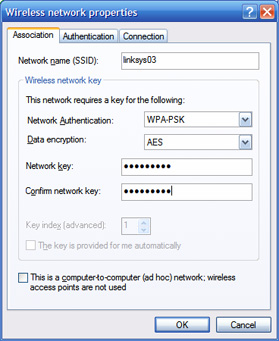 Wireless network properties
Association Authentication Connection
Network name (SSID): linksys03
Wireless network key
This network requires a key for the following:
Network Authentication: WPA-PSK
Data encryption: AES
Network key: •••••••••
Confirm network key: •••••••••
Key index (advanced): 1
The key is provided for me automatically
This is a computer-to-computer (ad hoc) network; wireless
access points are not used
OK Cancel